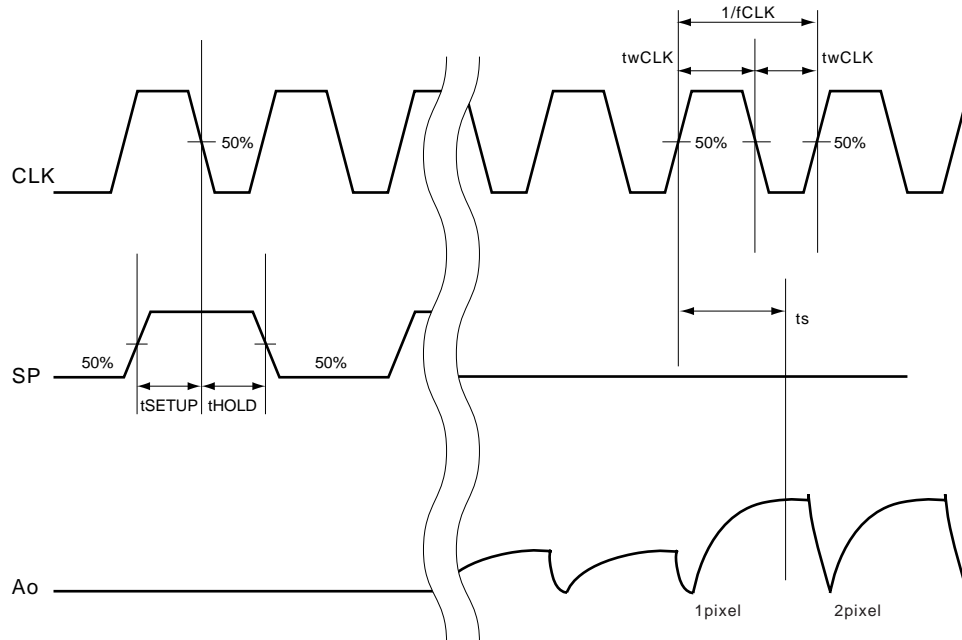 1/fCLK
twCLK
twCLK
50%
50%
50%
CLK
ts
50%
50%
SP
tSETUP
tHOLD
Ao
1pixel
2pixel